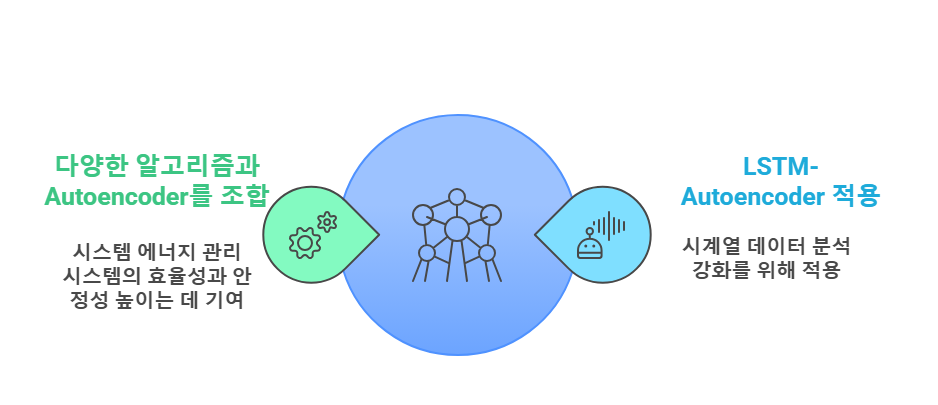 다양한 알고리즘과
Autoencoder를 조합
시스템 에너지 관리
시스템의 효율성과 안
정성 높이는 데 기여
LSTM-
Autoencoder 적용
시계열 데이터 분석
강화를 위해 적용